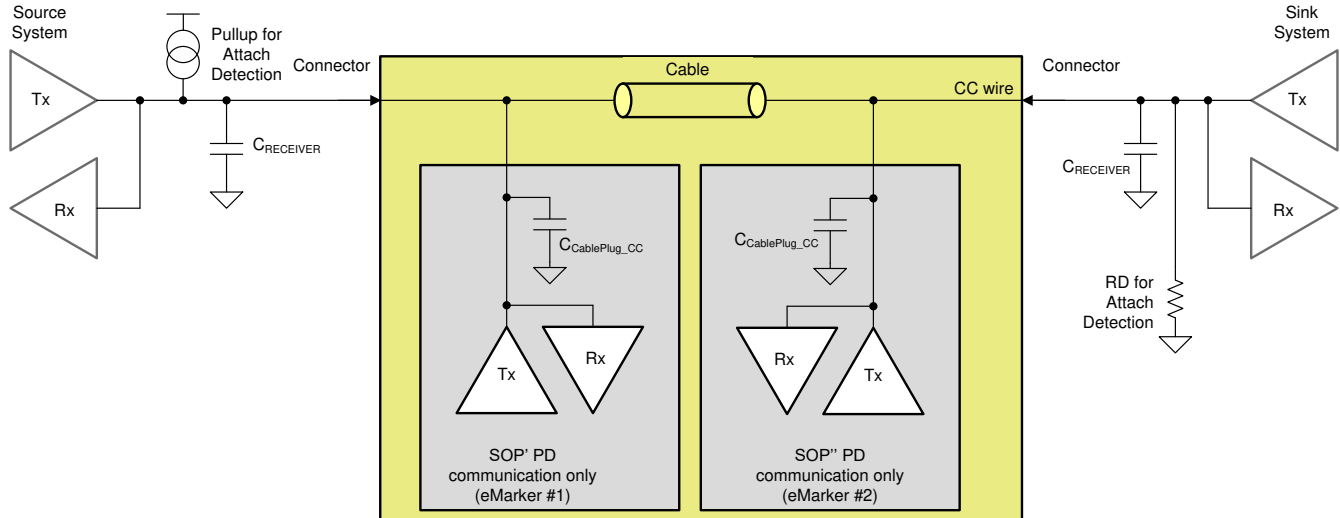 Source
System
Pullup for
Attach
Detection
Connector
Tx
Rx
CRECEIVER
Cable
CC wire
CCablePlug_CC
Tx
Rx
SOP' PD
communication only
(eMarker #1)
CCablePlug_CC
Rx
Tx
SOP'' PD
communication only
(eMarker #2)
Connector
Sink
System
Tx
Rx
CRECEIVER
RD for
Attach
Detection